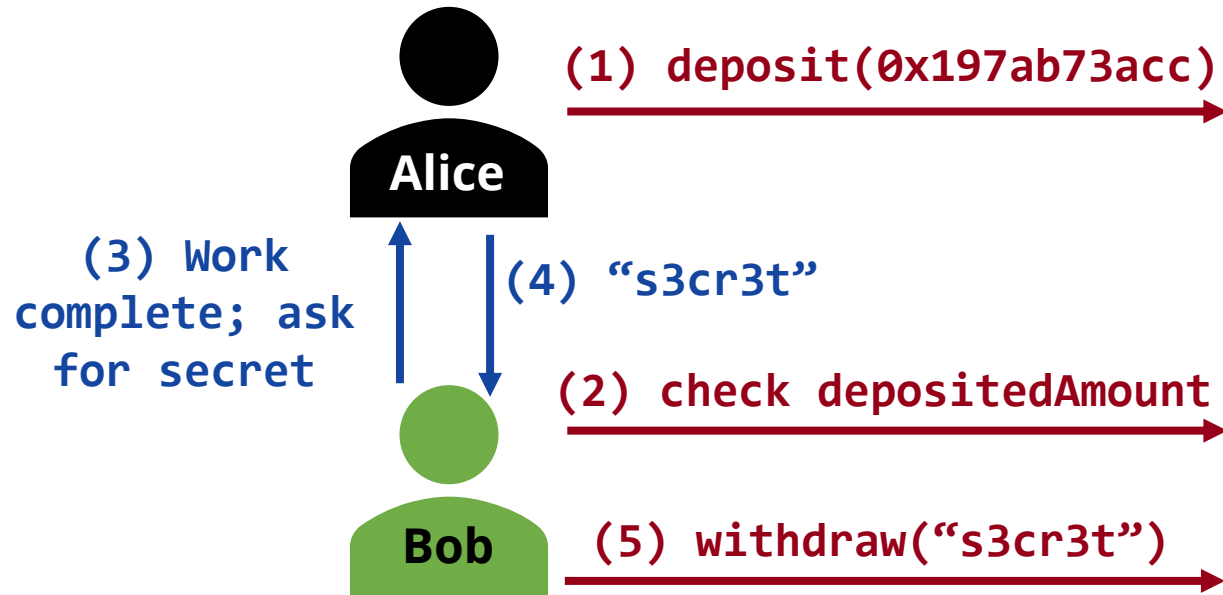 (1) deposit(0x197ab73acc)
Alice
(3) Work
complete; ask
for secret
(4) “s3cr3t”
(2) check depositedAmount
Bob
(5) withdraw(“s3cr3t”)